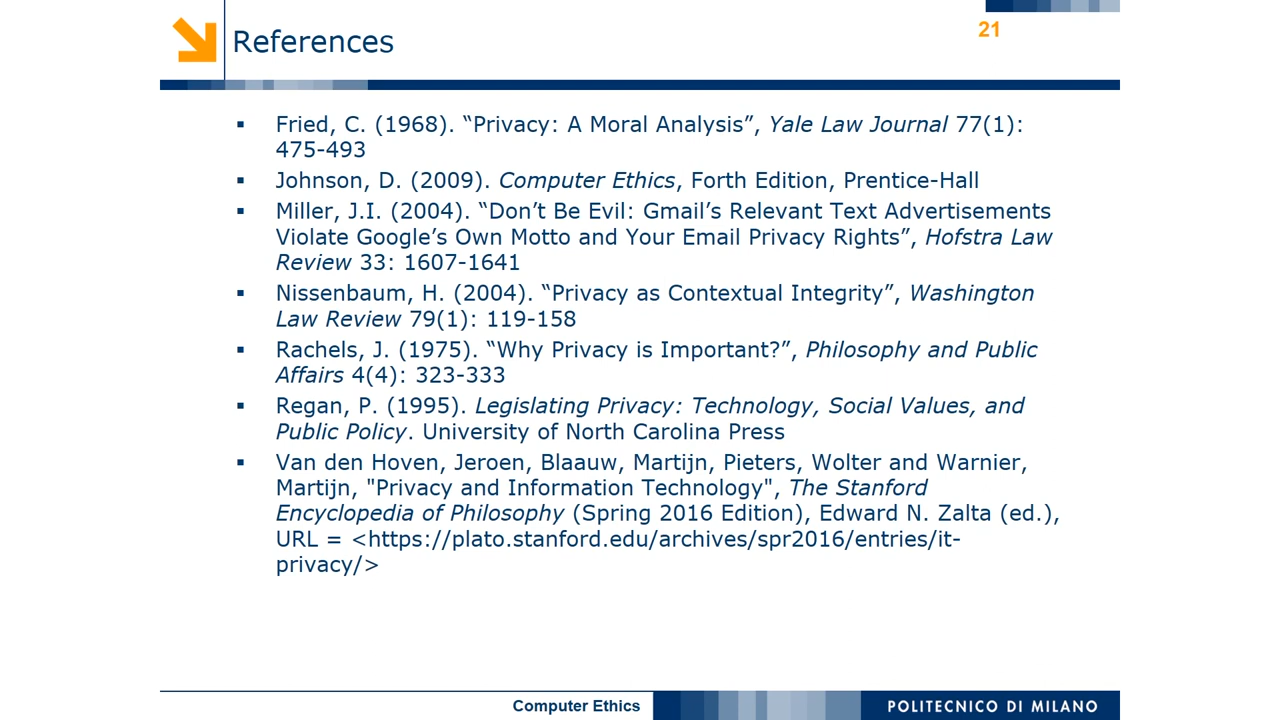 References
21
▪ Fried, C. (1968). “Privacy: A Moral Analysis”, Yale Law Journal 77(1):
475-493
▪ Johnson, D. (2009). Computer Ethics, Forth Edition, Prentice-Hall
▪ Miller, J.I. (2004). “Don’t Be Evil: Gmail’s Relevant Text Advertisements
Violate Google’s Own Motto and Your Email Privacy Rights”, Hofstra Law
Review 33: 1607-1641
▪ Nissenbaum, H. (2004). “Privacy as Contextual Integrity”, Washington
Law Review 79(1): 119-158
▪ Rachels, J. (1975). “Why Privacy is Important?”, Philosophy and Public
Affairs 4(4): 323-333
▪ Regan, P. (1995). Legislating Privacy: Technology, Social Values, and
Public Policy. University of North Carolina Press
▪ Van den Hoven, Jeroen, Blaauw, Martijn, Pieters, Wolter and Warnier,
Martijn, "Privacy and Information Technology", The Stanford
Encyclopedia of Philosophy (Spring 2016 Edition), Edward N. Zalta (ed.),
URL = <https://plato.stanford.edu/archives/spr2016/entries/it-
privacy/>
Computer Ethics
POLITECNICO DI MILANO